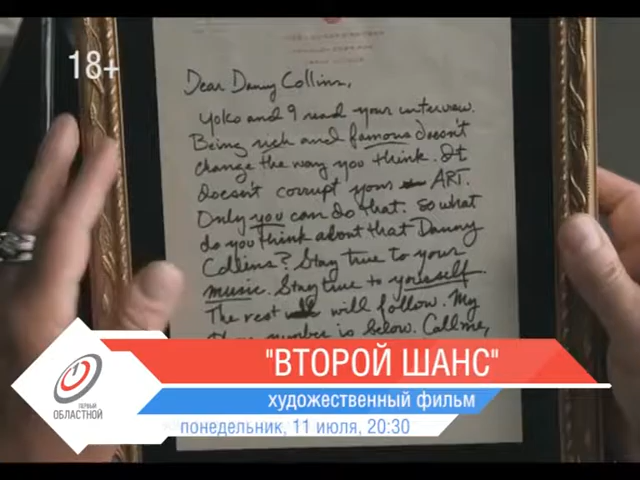 18+
Dear Danny Collins,
Yoko and I read your interview.
Being rich and famous doesn't
change the way you think. It
doesn't corrupt your ART.
Only you can do that. So what
do you think about that Danny
Collins? Stay true to your
music. Stay true to yourself
The rest will follow. My
number is below. Call me,
"ВТОРОЙ ШАНС"
художественный фильм
понедельник, 11 июля, 20:30
1
ПЕРВЫЙ
ОБЛАСТНОЙ